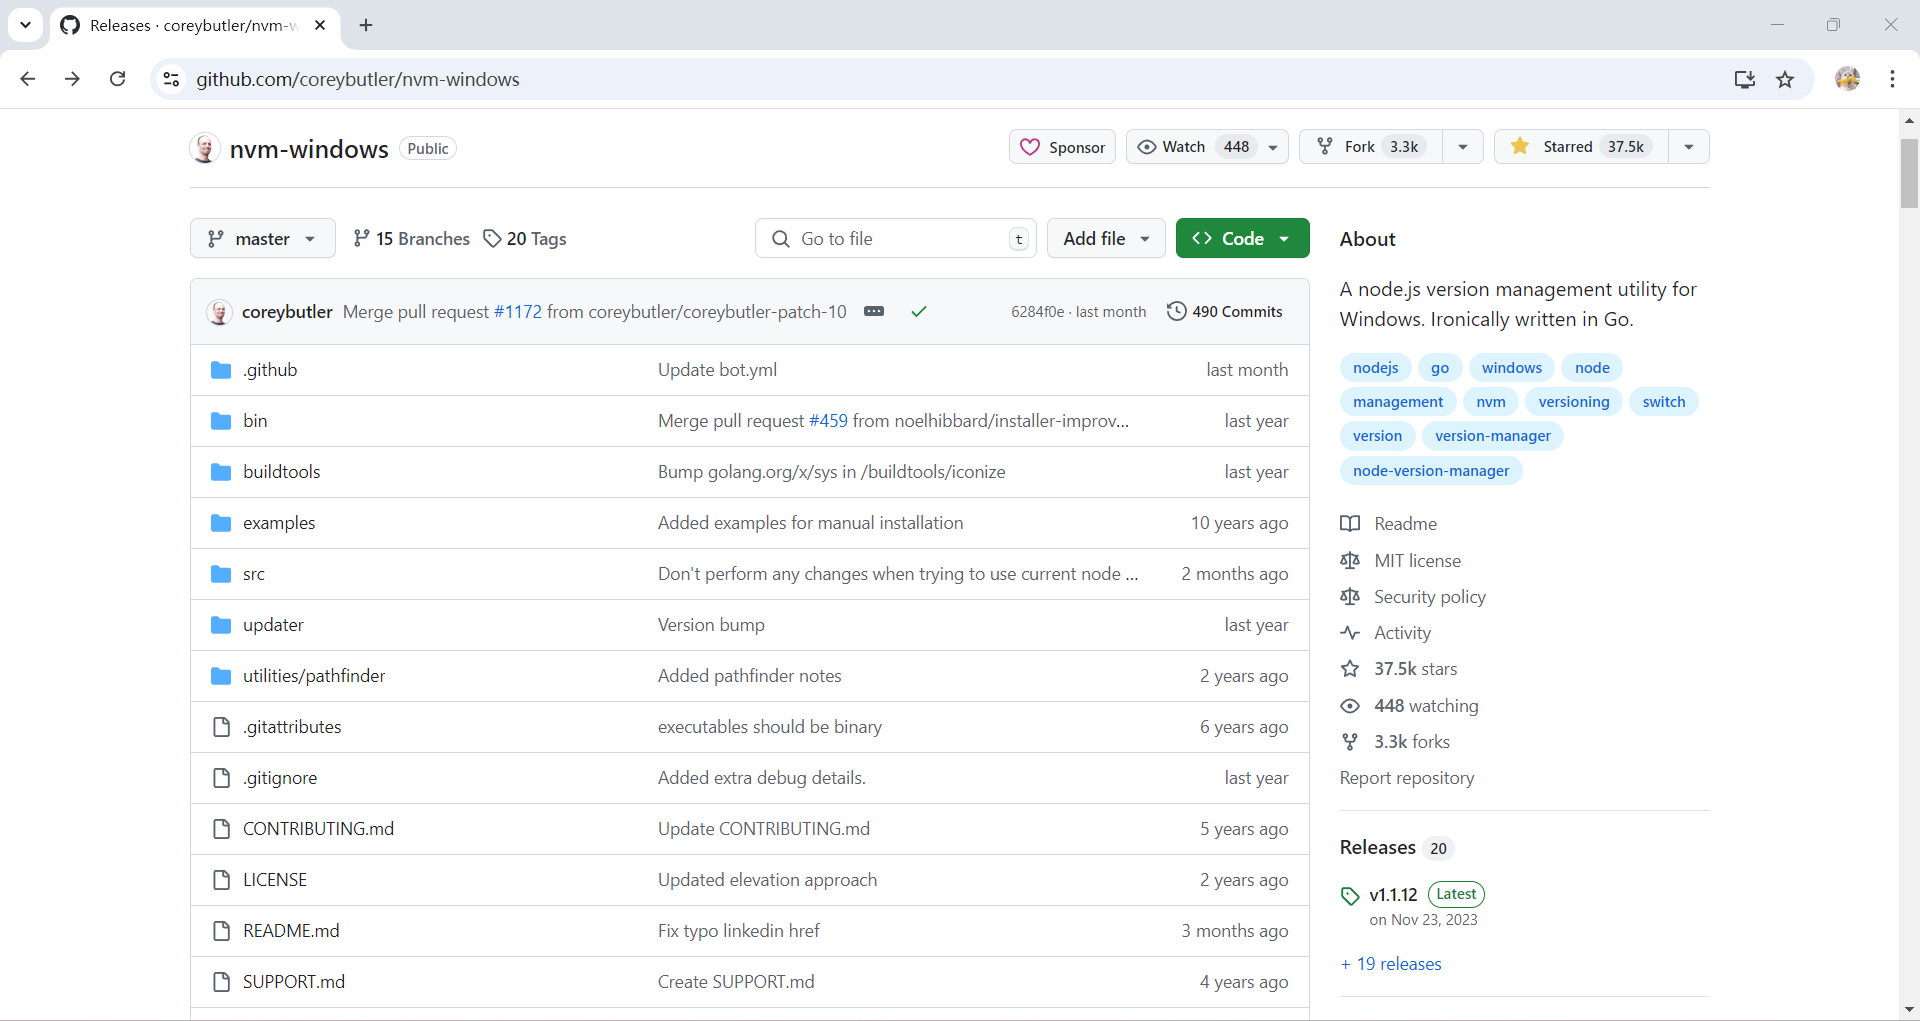 Releases · coreybutler/nvm-w
github.com/coreybutler/nvm-windows
nvm-windows Public
Sponsor Watch 448 Fork 3.3k Starred 37.5k
master 15 Branches 20 Tags Go to file t Add file Code
coreybutler Merge pull request #1172 from coreybutler/coreybutler-patch-10 6284f0e · last month 490 Commits
.github Update bot.yml last month
bin Merge pull request #459 from noelhibbard/installer-improv... last year
buildtools Bump golang.org/x/sys in /buildtools/iconize last year
examples Added examples for manual installation 10 years ago
src Don't perform any changes when trying to use current node ... 2 months ago
updater Version bump last year
utilities/pathfinder Added pathfinder notes 2 years ago
.gitattributes executables should be binary 6 years ago
.gitignore Added extra debug details. last year
CONTRIBUTING.md Update CONTRIBUTING.md 5 years ago
LICENSE Updated elevation approach 2 years ago
README.md Fix typo linkedin href 3 months ago
SUPPORT.md Create SUPPORT.md 4 years ago
About
A node.js version management utility for
Windows. Ironically written in Go.
nodejs go windows node
management nvm versioning switch
version version-manager
node-version-manager
Readme
MIT license
Security policy
Activity
37.5k stars
448 watching
3.3k forks
Report repository
Releases 20
v1.1.12 Latest
on Nov 23, 2023
+ 19 releases